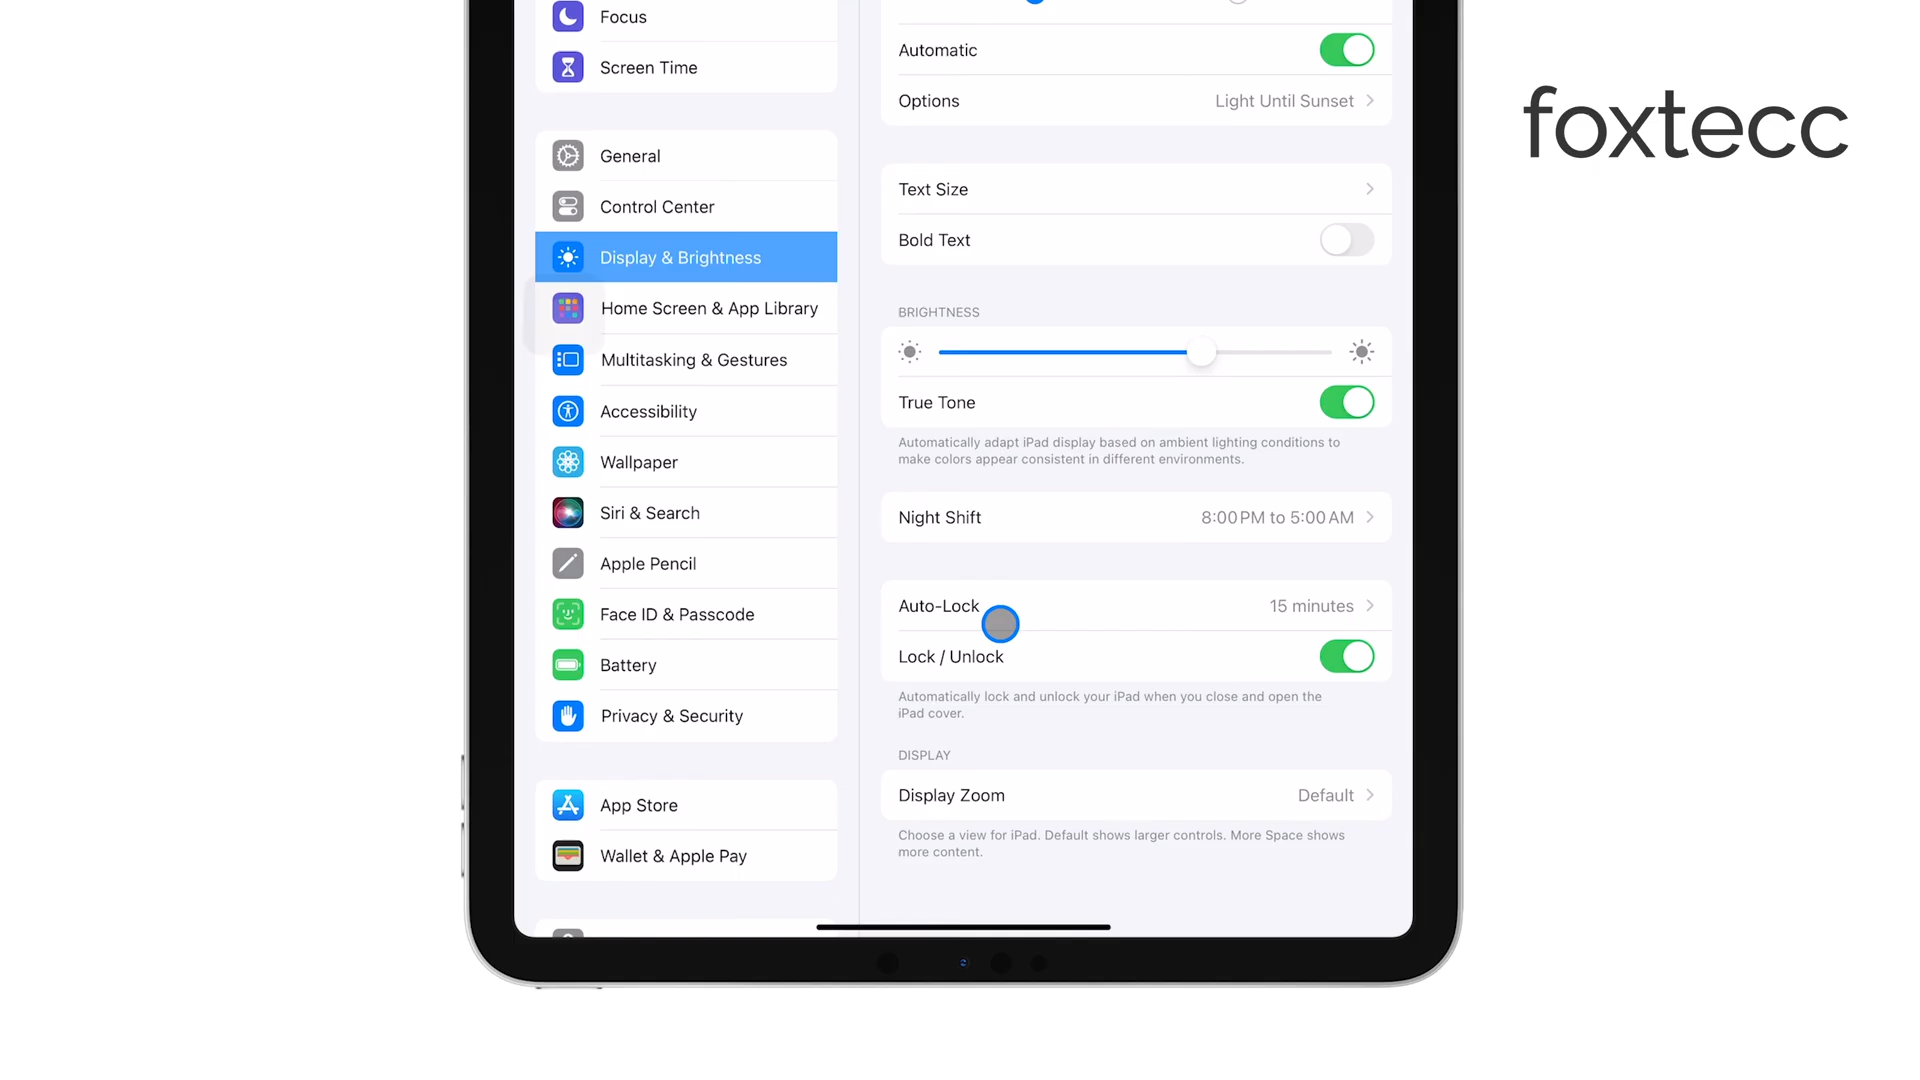 foxtecc
Focus
Screen Time
General
Control Center
Display & Brightness
Home Screen & App Library
Multitasking & Gestures
Accessibility
Wallpaper
Siri & Search
Apple Pencil
Face ID & Passcode
Battery
Privacy & Security
App Store
Wallet & Apple Pay
Automatic
Options Light Until Sunset
Text Size
Bold Text
BRIGHTNESS
True Tone
Automatically adapt iPad display based on ambient lighting conditions to
make colors appear consistent in different environments.
Night Shift 8:00 PM to 5:00 AM
Auto-Lock 15 minutes
Lock / Unlock
Automatically lock and unlock your iPad when you close and open the
iPad cover.
DISPLAY
Display Zoom Default
Choose a view for iPad. Default shows larger controls. More Space shows
more content.